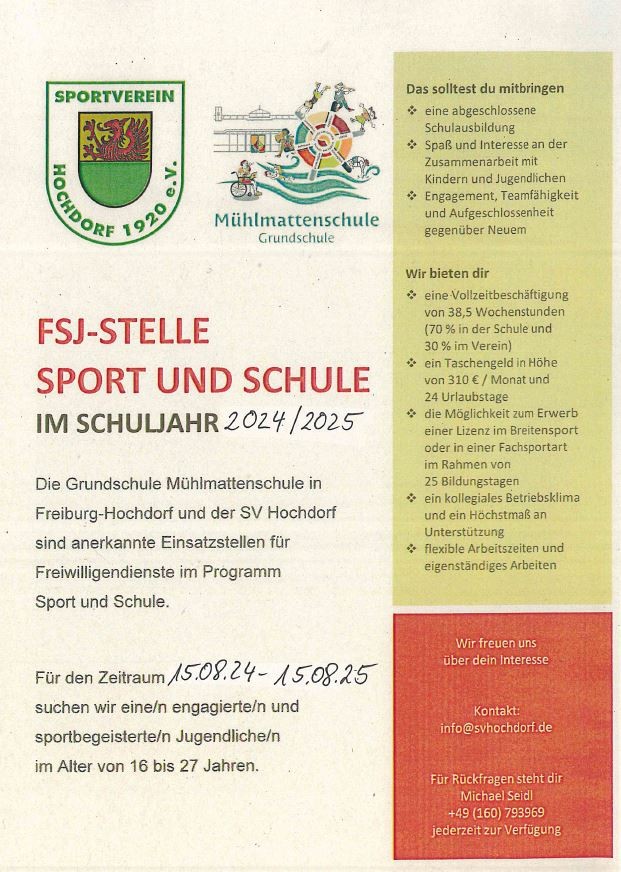 SPORTVEREIN
HOCHDORF 1920 e.V.
Mühlmattenschule
Grundschule
FSJ-STELLE
SPORT UND SCHULE
IM SCHULJAHR 2024/2025
Die Grundschule Mühlmattenschule in
Freiburg-Hochdorf und der SV Hochdorf
sind anerkannte Einsatzstellen für
Freiwilligendienste im Programm
Sport und Schule.
Für den Zeitraum 15.08.24 - 15.08.25
suchen wir eine/n engagierte/n und
sportbegeisterte/n Jugendliche/n
im Alter von 16 bis 27 Jahren.
Das solltest du mitbringen
❖ eine abgeschlossene
Schulausbildung
❖ Spaß und Interesse an der
Zusammenarbeit mit
Kindern und Jugendlichen
❖ Engagement, Teamfähigkeit
und Aufgeschlossenheit
gegenüber Neuem
Wir bieten dir
❖ eine Vollzeitbeschäftigung
von 38,5 Wochenstunden
(70 % in der Schule und
30 % im Verein)
❖ ein Taschengeld in Höhe
von 310 € / Monat und
24 Urlaubstage
❖ die Möglichkeit zum Erwerb
einer Lizenz im Breitensport
oder in einer Fachsportart
im Rahmen von
25 Bildungstagen
❖ ein kollegiales Betriebsklima
und ein Höchstmaß an
Unterstützung
❖ flexible Arbeitszeiten und
eigenständiges Arbeiten
Wir freuen uns
über dein Interesse
Kontakt:
info@svhochdorf.de
Für Rückfragen steht dir
Michael Seidl
+49 (160) 793969
jederzeit zur Verfügung